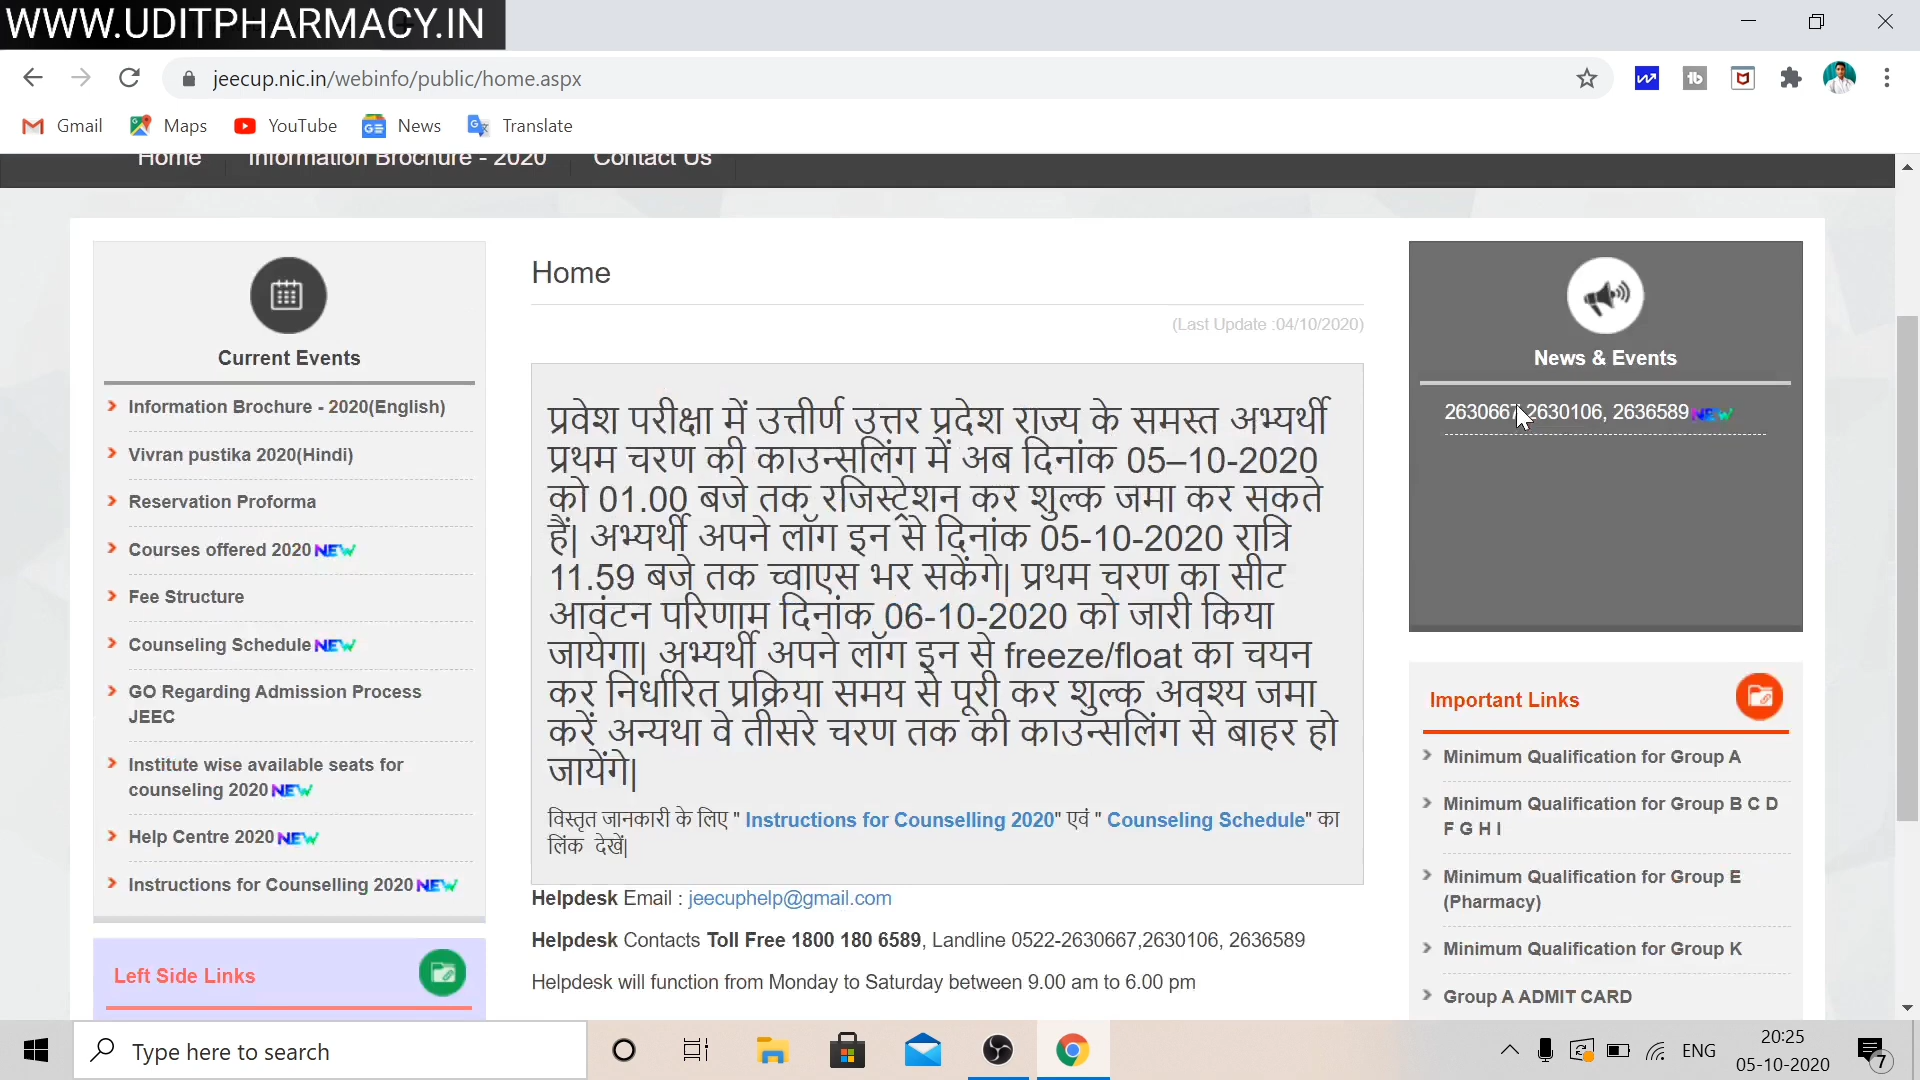 WWW.UDITPHARMACY.IN
jeecup.nic.in/webinfo/public/home.aspx
Gmail
Maps
YouTube
News
Translate
Home
Information Brochure - 2020
Contact Us
Current Events
Information Brochure - 2020(English)
Vivran pustika 2020(Hindi)
Reservation Proforma
Courses offered 2020 NEW
Fee Structure
Counseling Schedule NEW
GO Regarding Admission Process
JEEC
Institute wise available seats for
counseling 2020 NEW
Help Centre 2020 NEW
Instructions for Counselling 2020 NEW
Left Side Links
Home
(Last Update :04/10/2020)
प्रवेश परीक्षा में उत्तीर्ण उत्तर प्रदेश राज्य के समस्त अभ्यर्थी
प्रथम चरण की काउन्सलिंग में अब दिनांक 05–10-2020
को 01.00 बजे तक रजिस्ट्रेशन कर शुल्क जमा कर सकते
हैं| अभ्यर्थी अपने लॉग इन से दिनांक 05-10-2020 रात्रि
11.59 बजे तक च्वाएस भर सकेंगे| प्रथम चरण का सीट
आवंटन परिणाम दिनांक 06-10-2020 को जारी किया
जायेगा| अभ्यर्थी अपने लॉग इन से freeze/float का चयन
कर निर्धारित प्रक्रिया समय से पूरी कर शुल्क अवश्य जमा
करें अन्यथा वे तीसरे चरण तक की काउन्सलिंग से बाहर हो
जायेंगे|
विस्तृत जानकारी के लिए " Instructions for Counselling 2020" एवं " Counseling Schedule" का
लिंक देखें|
Helpdesk Email : jeecuphelp@gmail.com
Helpdesk Contacts Toll Free 1800 180 6589, Landline 0522-2630667,2630106, 2636589
Helpdesk will function from Monday to Saturday between 9.00 am to 6.00 pm
News & Events
2630667,2630106, 2636589 NEW
Important Links
Minimum Qualification for Group A
Minimum Qualification for Group B C D
F G H I
Minimum Qualification for Group E
(Pharmacy)
Minimum Qualification for Group K
Group A ADMIT CARD
Type here to search
ENG
20:25
05-10-2020
7